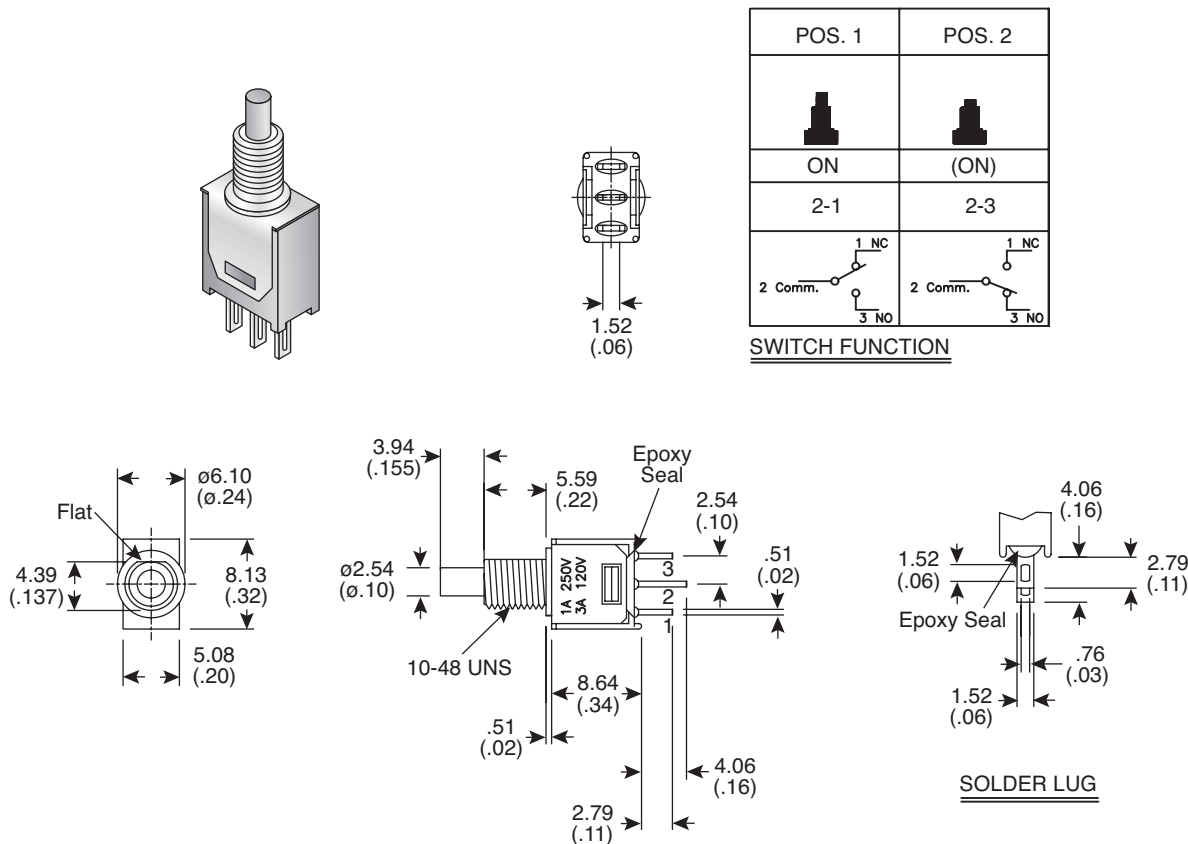 POS. 1 POS. 2
ON (ON)
2-1 2-3
1 NC
2 Comm.
3 NO
1 NC
2 Comm.
3 NO
SWITCH FUNCTION
1.52
(.06)
Flat
ø6.10
(ø.24)
4.39
(.137)
8.13
(.32)
5.08
(.20)
3.94
(.155)
5.59
(.22)
Epoxy
Seal
2.54
(.10)
ø2.54
(ø.10)
1A 250V
3A 120V
3
2
1
.51
(.02)
10-48 UNS
8.64
(.34)
.51
(.02)
4.06
(.16)
2.79
(.11)
4.06
(.16)
1.52
(.06)
2.79
(.11)
Epoxy Seal
.76
(.03)
1.52
(.06)
SOLDER LUG